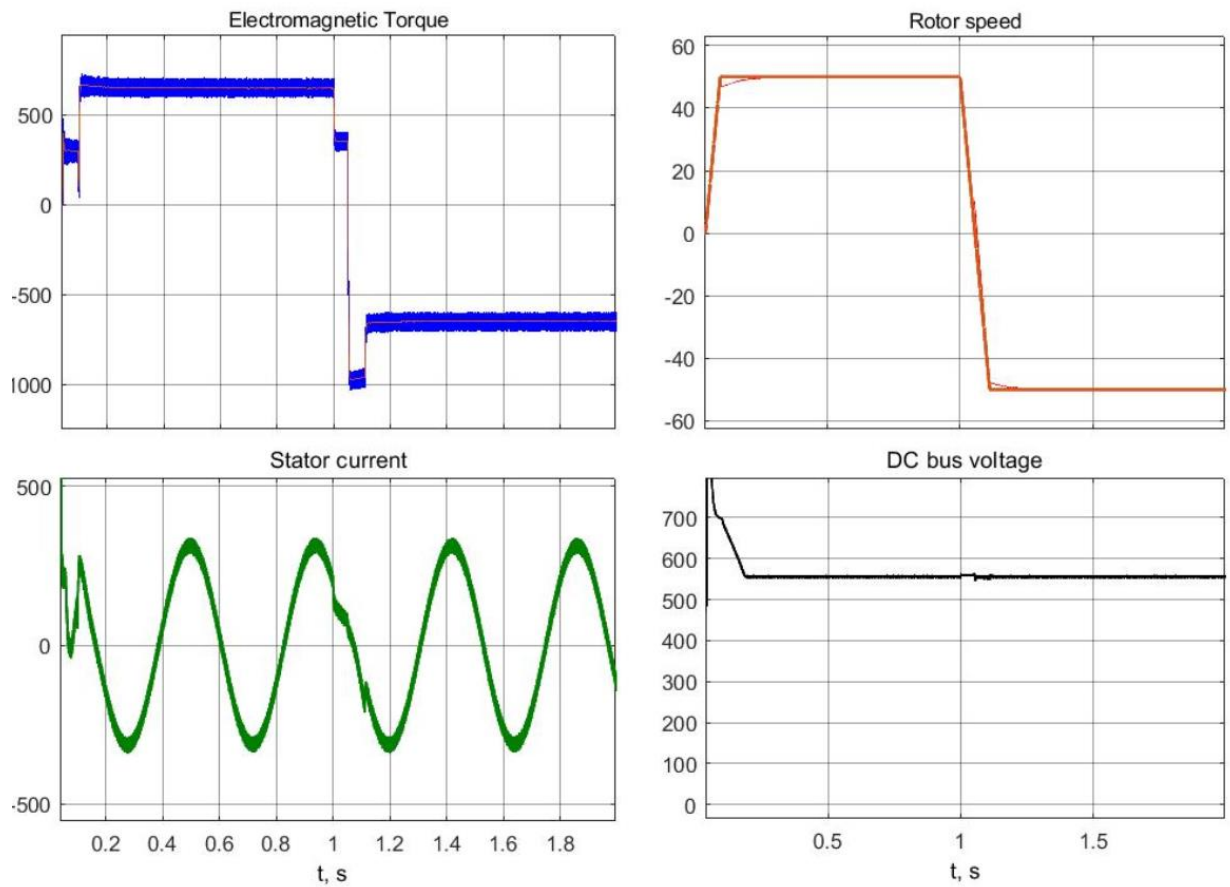 Electromagnetic Torque
500
0
-500
1000
Rotor speed
60
40
20
0
-20
-40
-60
Stator current
500
0
-500
0.2 0.4 0.6 0.8 1 1.2 1.4 1.6 1.8
t, s
DC bus voltage
700
600
500
400
300
200
100
0
0.5 1 1.5
t, s